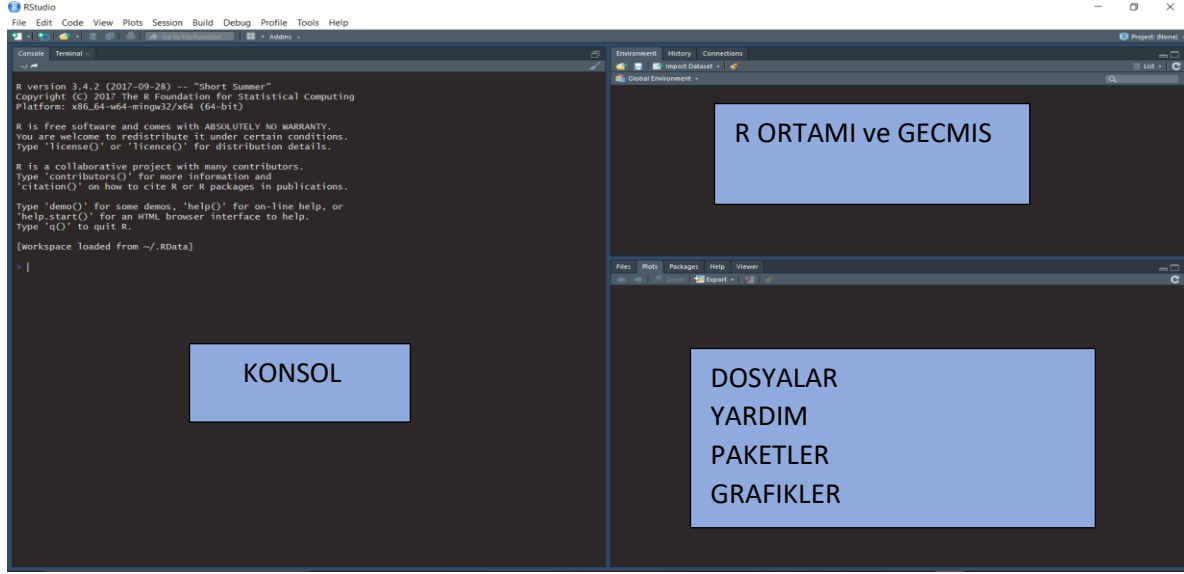 RStudio
File Edit Code View Plots Session Build Debug Profile Tools Help
Go to file/function Addins
Project: (None)
Console Terminal
~/
R version 3.4.2 (2017-09-28) -- "Short Summer"
Copyright (C) 2017 The R Foundation for Statistical Computing
Platform: x86_64-w64-mingw32/x64 (64-bit)
R is free software and comes with ABSOLUTELY NO WARRANTY.
You are welcome to redistribute it under certain conditions.
Type 'license()' or 'licence()' for distribution details.
R is a collaborative project with many contributors.
Type 'contributors()' for more information and
'citation()' on how to cite R or R packages in publications.
Type 'demo()' for some demos, 'help()' for on-line help, or
'help.start()' for an HTML browser interface to help.
Type 'q()' to quit R.
[Workspace loaded from ~/.RData]
>
KONSOL
Environment History Connections
Import Dataset List
Global Environment
R ORTAMI ve GECMIS
Files Plots Packages Help Viewer
Zoom Export
DOSYALAR
YARDIM
PAKETLER
GRAFIKLER